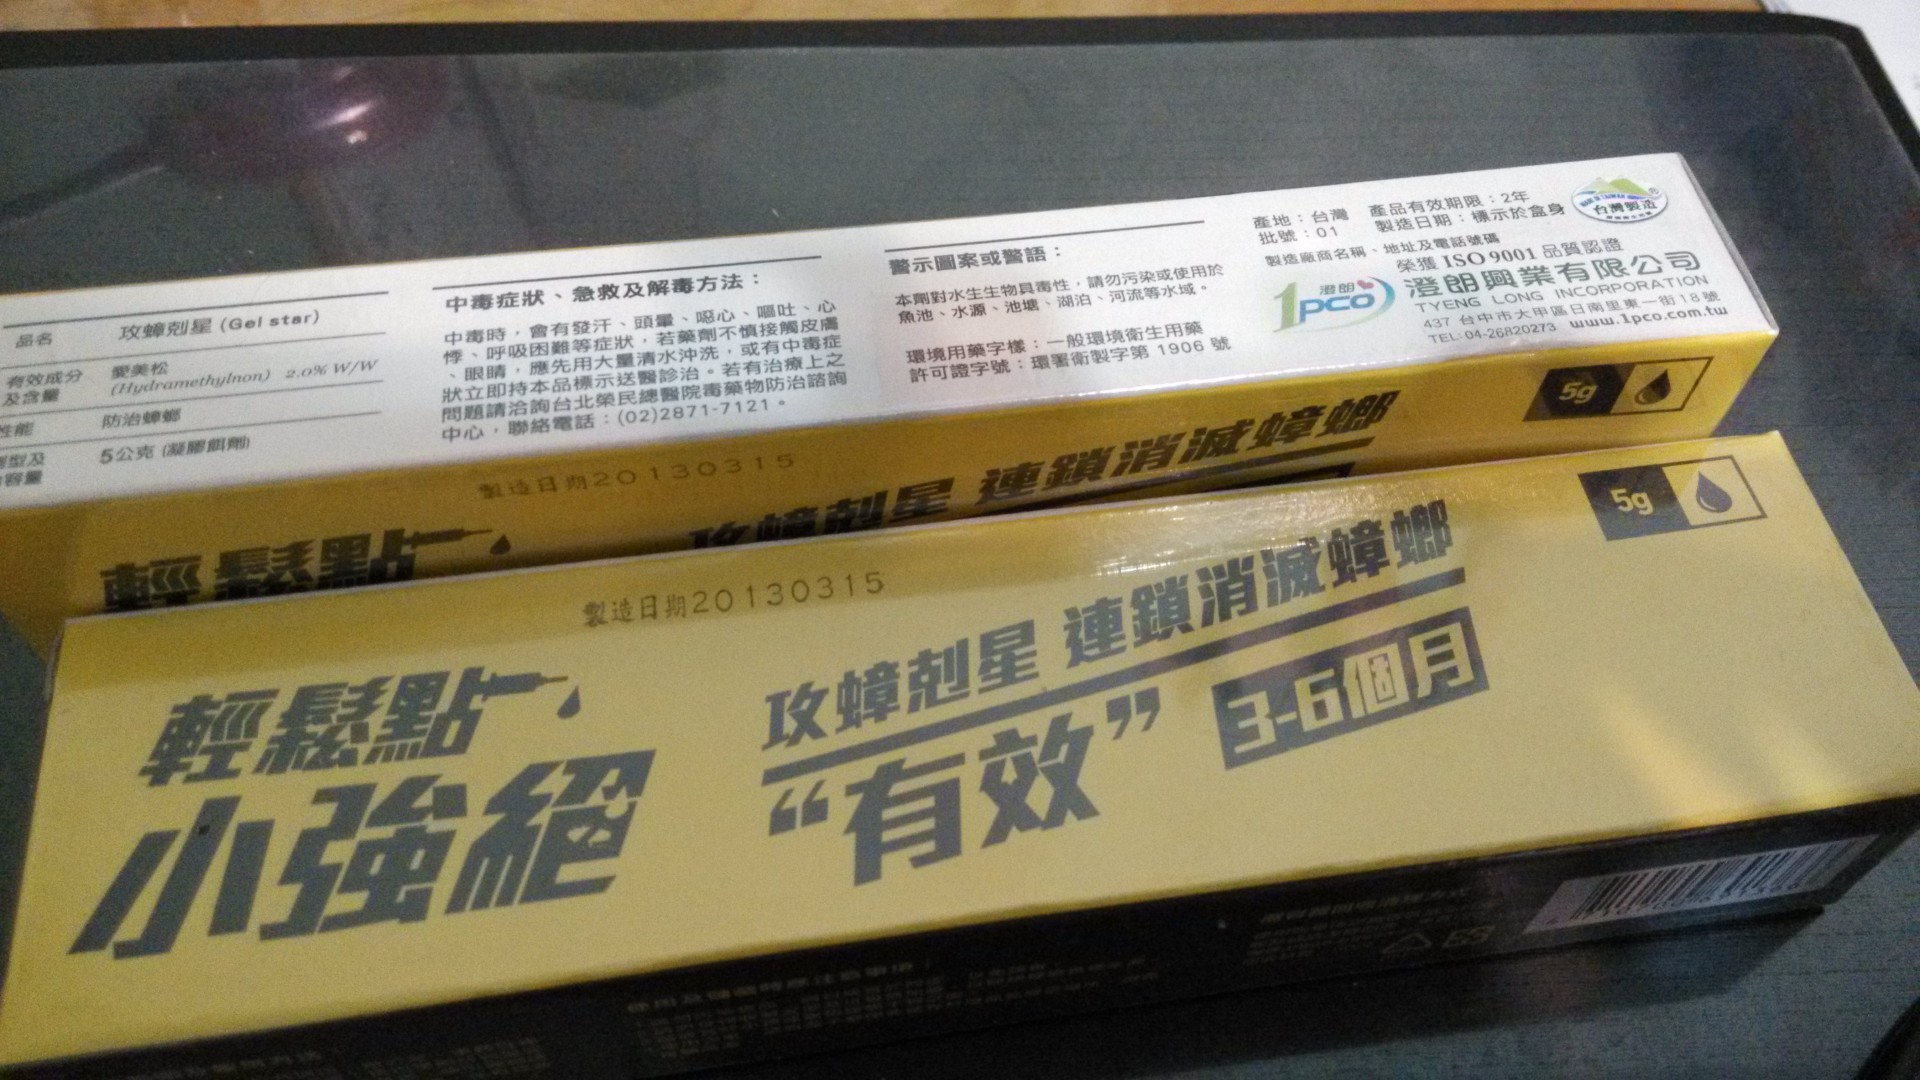 品名 攻蟑剋星 (Gel star)
有效成分及含量 愛美松 (Hydramethylnon) 2.0% W/W
性能 防治蟑螂
劑型及
容量 5公克 (凝膠餌劑)
中毒症狀、急救及解毒方法：
中毒時，會有發汗、頭暈、噁心、嘔吐、心
悸、呼吸困難等症狀，若藥劑不慎接觸皮膚
、眼睛，應先用大量清水沖洗，或有中毒症
狀立即持本品標示送醫診治。若有治療上之
問題請洽詢台北榮民總醫院毒藥物防治諮詢
中心，聯絡電話：(02)2871-7121。
警示圖案或警語：
本劑對水生生物具毒性，請勿污染或使用於
魚池、水源、池塘、湖泊、河流等水域。
環境用藥字樣：一般環境衛生用藥
許可證字號：環署衛製字第 1906 號
產地：台灣 產品有效期限：2年
批號：01 製造日期：標示於盒身
製造廠商名稱、地址及電話號碼
台灣製造
榮獲 ISO 9001 品質認證
澄朗
1pco
澄朗興業有限公司
TYENG LONG INCORPORATION
437 台中市大甲區日南里東一街18號
TEL 04-26820273 www.1pco.com.tw
製造日期20130315
5g
輕鬆點
攻蟑剋星 連鎖消滅蟑螂
製造日期20130315
5g
輕鬆點
小強絕
攻蟑剋星 連鎖消滅蟑螂
“有效” 3-6個月